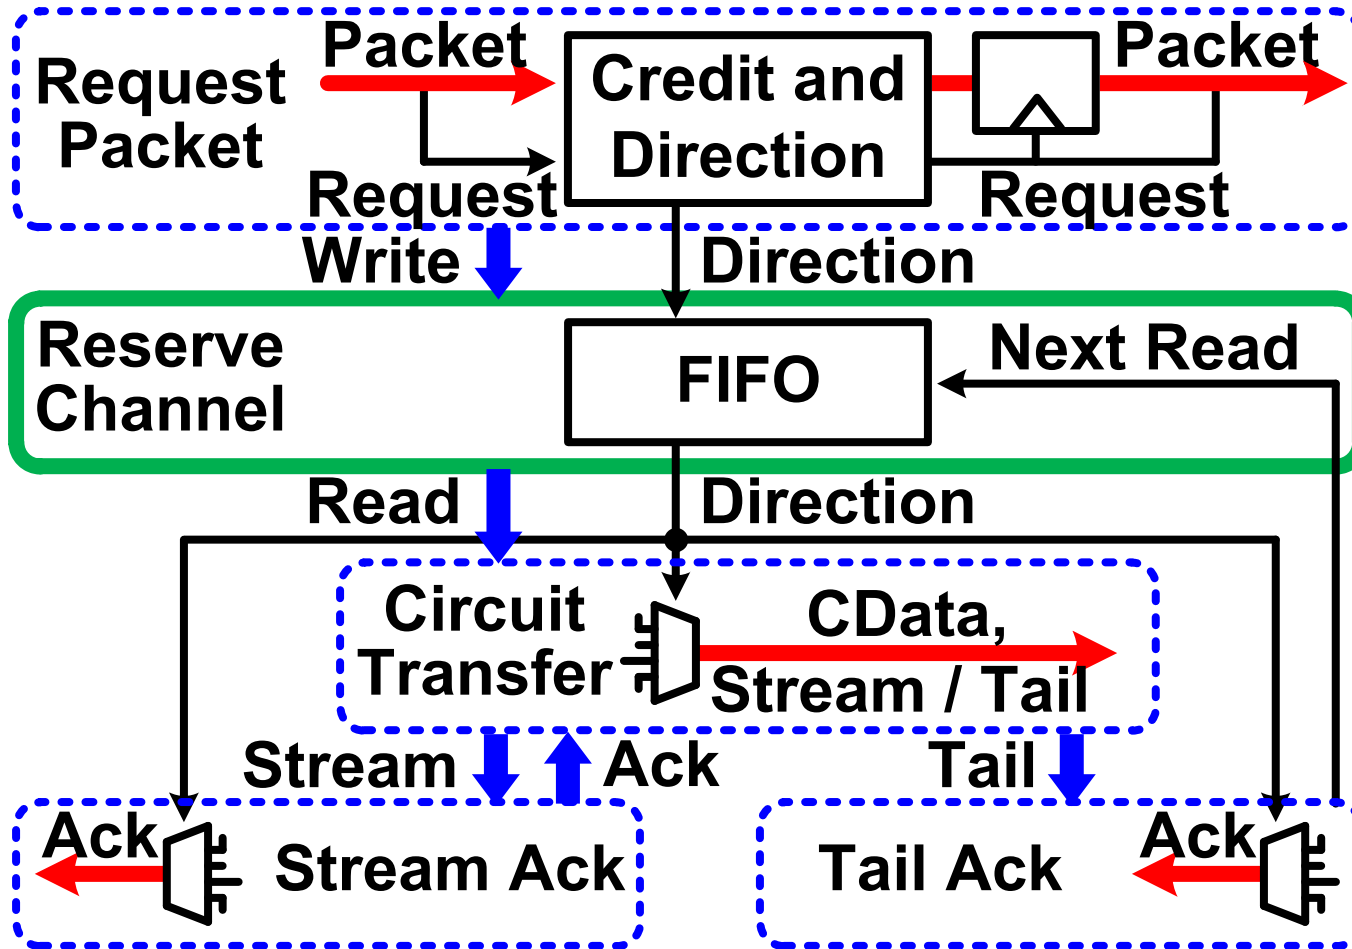 Packet
Packet
Request
Packet
Credit and
Direction
Request
Request
Write
Direction
Reserve
Channel
FIFO
Next Read
Read
Direction
Circuit
Transfer
CData,
Stream / Tail
Stream
Ack
Tail
Ack
Stream Ack
Tail Ack
Ack